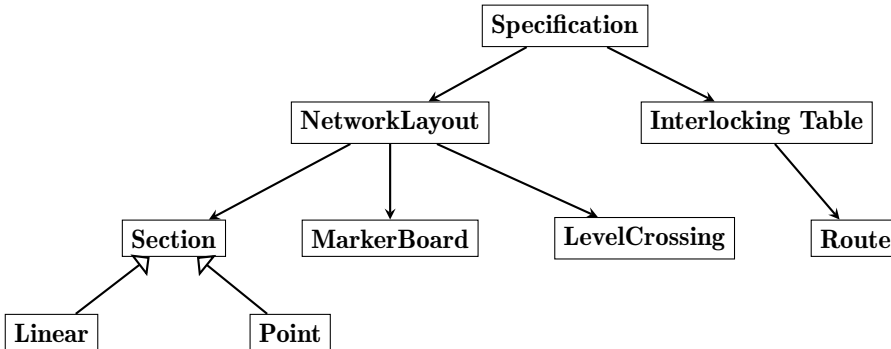 Specification
NetworkLayout
Interlocking Table
Section
MarkerBoard
LevelCrossing
Route
Linear
Point